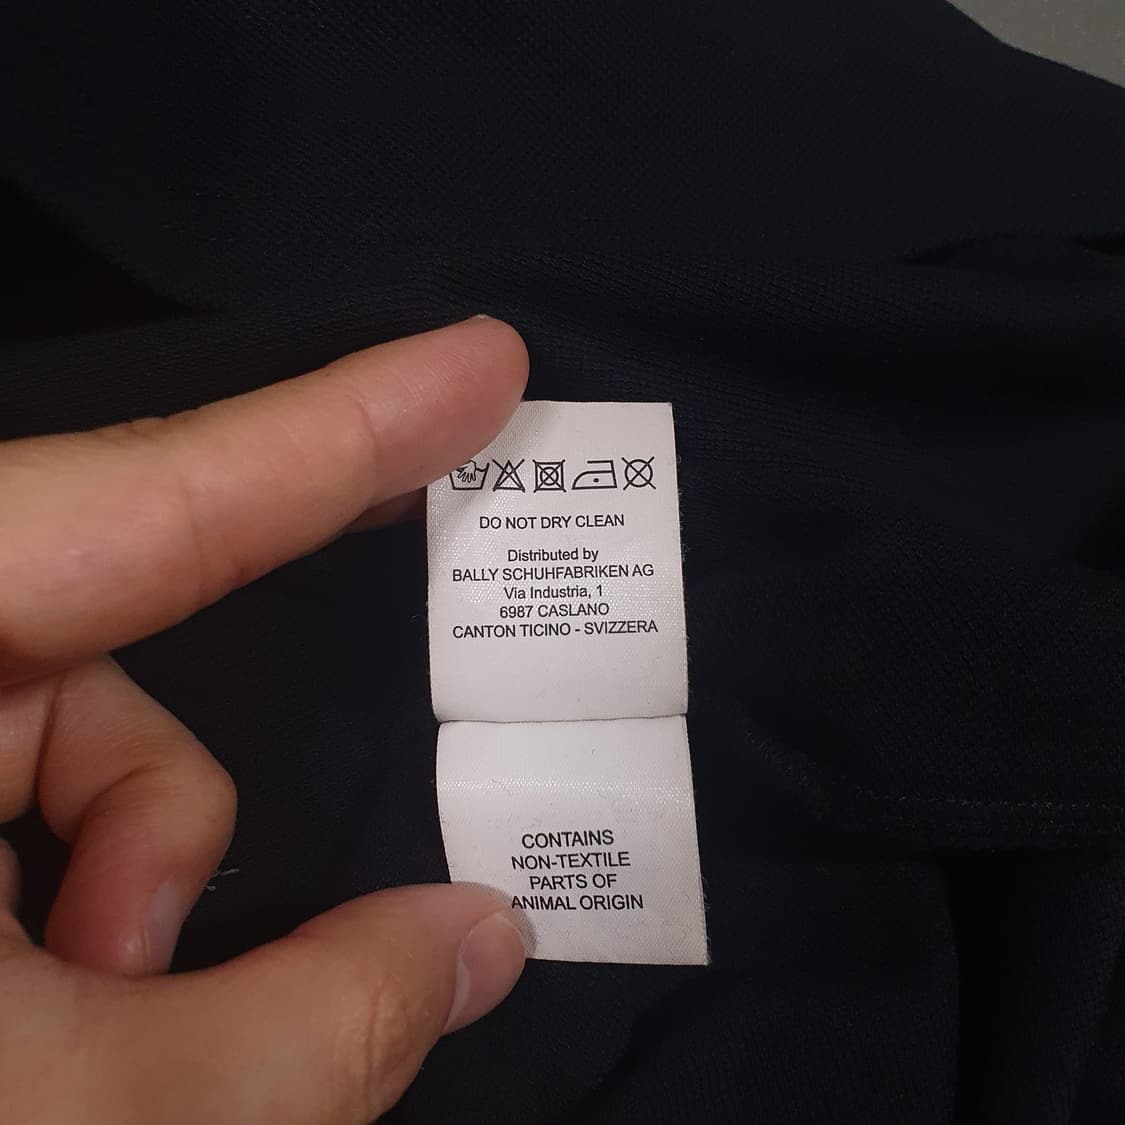 DO NOT DRY CLEAN
Distributed by
BALLY SCHUHFABRIKEN AG
Via Industria, 1
6987 CASLANO
CANTON TICINO - SVIZZERA
CONTAINS
NON-TEXTILE
PARTS OF
ANIMAL ORIGIN